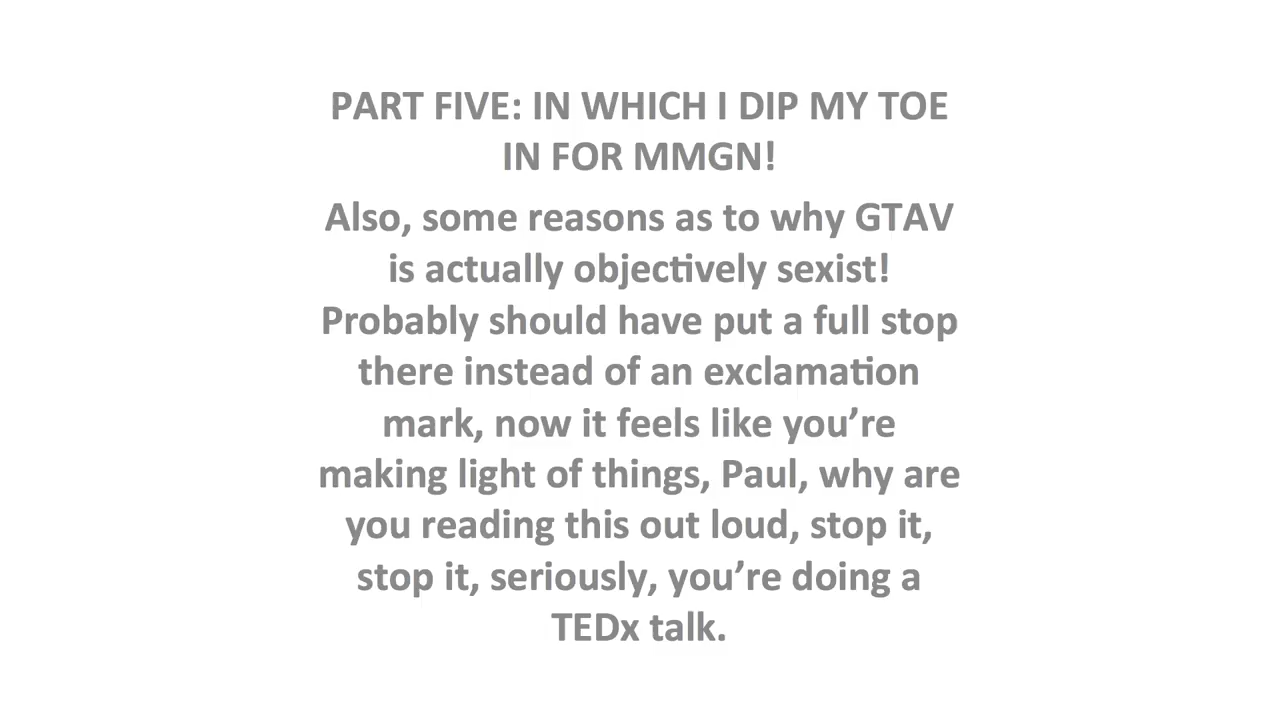 PART FIVE: IN WHICH I DIP MY TOE
IN FOR MMGN!
Also, some reasons as to why GTAV
is actually objectively sexist!
Probably should have put a full stop
there instead of an exclamation
mark, now it feels like you’re
making light of things, Paul, why are
you reading this out loud, stop it,
stop it, seriously, you’re doing a
TEDx talk.